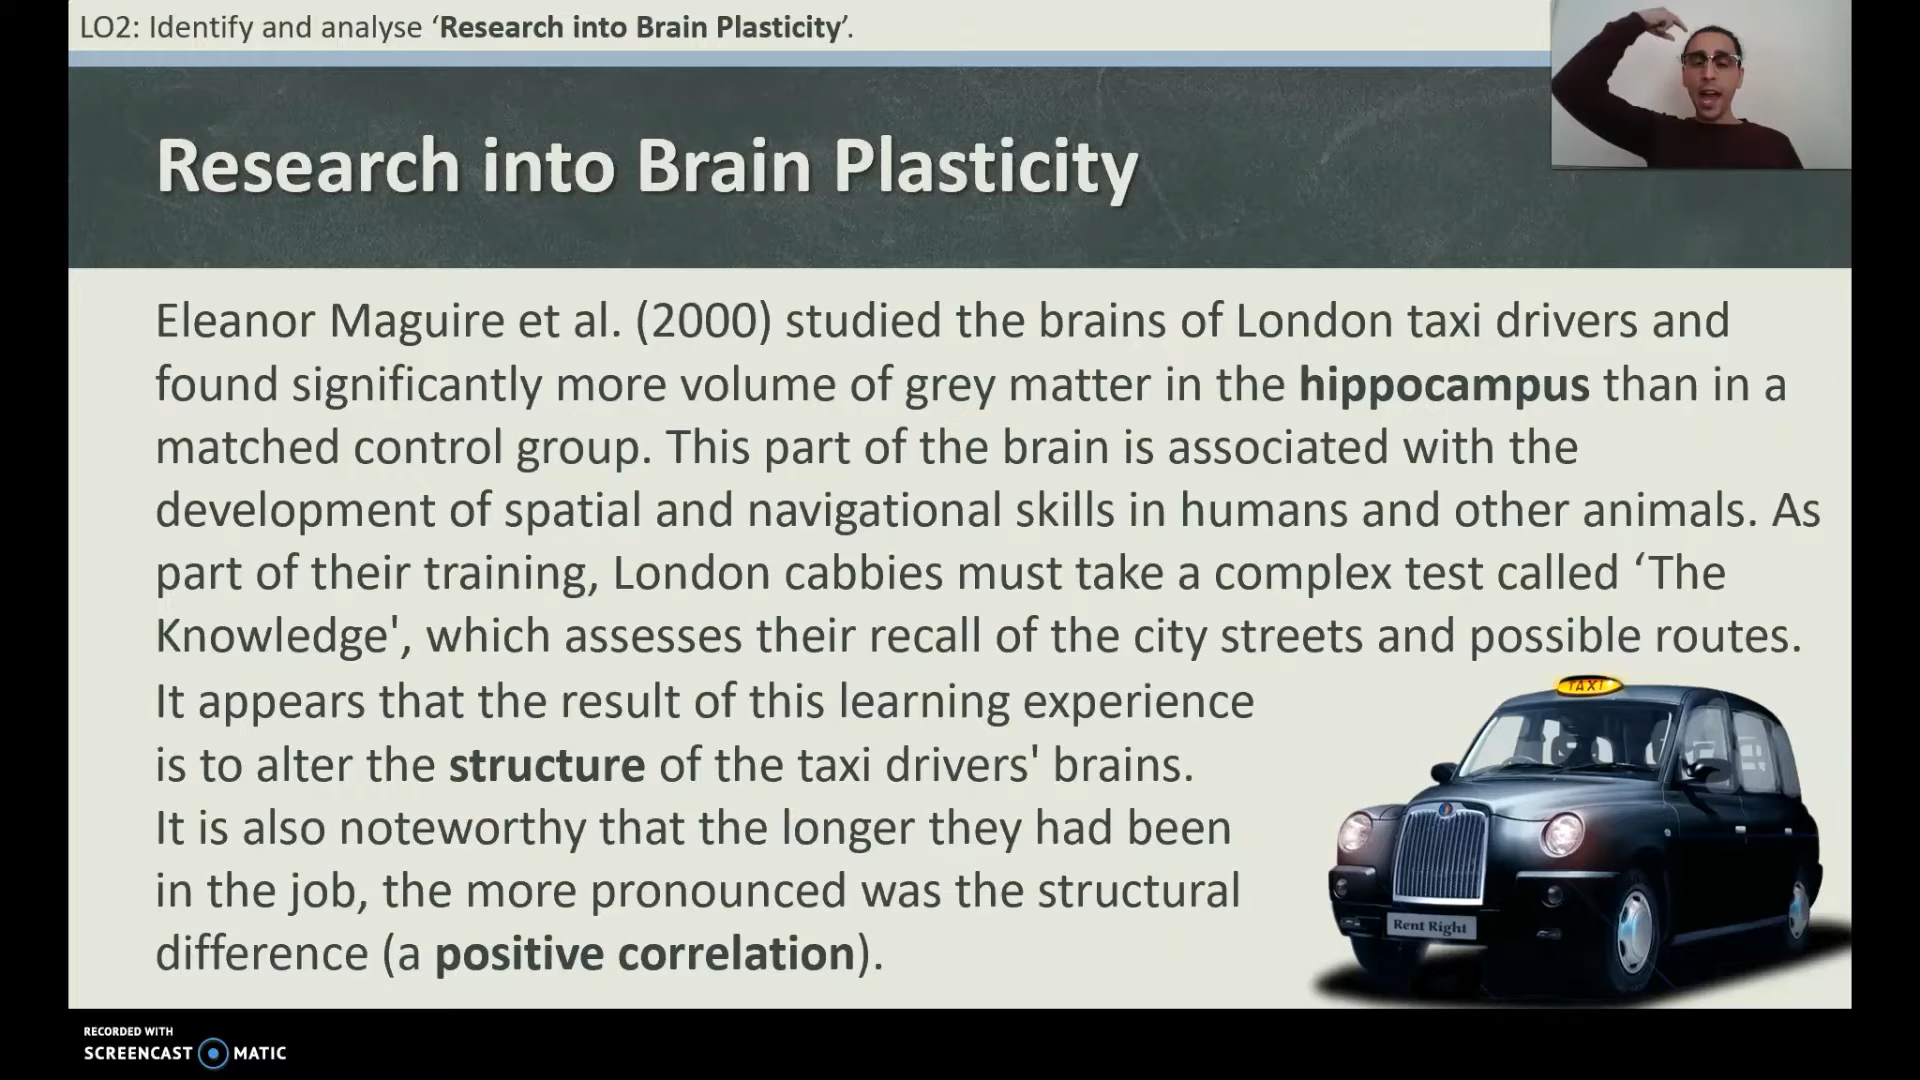 LO2: Identify and analyse ‘Research into Brain Plasticity’.
Research into Brain Plasticity
Eleanor Maguire et al. (2000) studied the brains of London taxi drivers and
found significantly more volume of grey matter in the hippocampus than in a
matched control group. This part of the brain is associated with the
development of spatial and navigational skills in humans and other animals. As
part of their training, London cabbies must take a complex test called ‘The
Knowledge', which assesses their recall of the city streets and possible routes.
It appears that the result of this learning experience
is to alter the structure of the taxi drivers' brains.
It is also noteworthy that the longer they had been
in the job, the more pronounced was the structural
difference (a positive correlation).
TAXI
Rent Right
RECORDED WITH
SCREENCAST MATIC